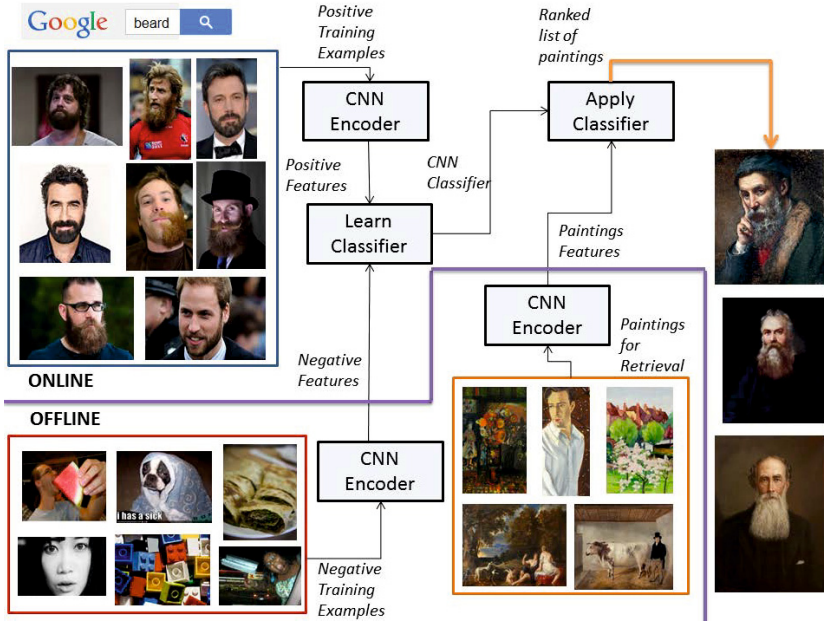 Google
beard
Positive
Training
Examples
CNN
Encoder
Positive
Features
Learn
Classifier
CNN
Classifier
Apply
Classifier
Ranked
list of
paintings
Paintings
Features
CNN
Encoder
Paintings
for
Retrieval
Negative
Features
ONLINE
OFFLINE
CNN
Encoder
Negative
Training
Examples
i has a sick